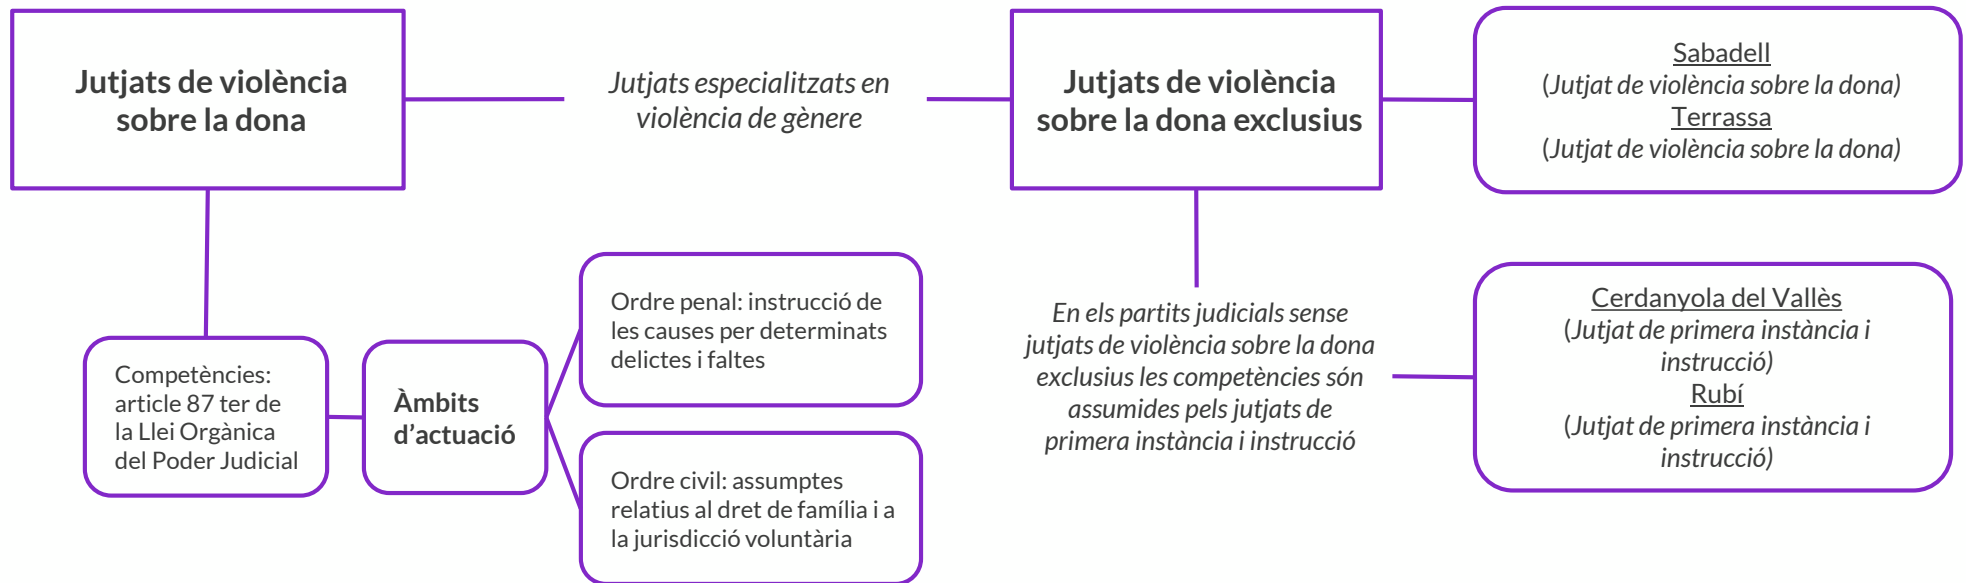 Jutjats de violència
sobre la dona
Jutjats especialitzats en
violència de gènere
Jutjats de violència
sobre la dona exclusius
Sabadell
(Jutjat de violència sobre la dona)
Terrassa
(Jutjat de violència sobre la dona)
Competències:
article 87 ter de
la Llei Orgànica
del Poder Judicial
Àmbits
d’actuació
Ordre penal: instrucció de
les causes per determinats
delictes i faltes
Ordre civil: assumptes
relatius al dret de família i a
la jurisdicció voluntària
En els partits judicials sense
jutjats de violència sobre la dona
exclusius les competències són
assumides pels jutjats de
primera instància i instrucció
Cerdanyola del Vallès
(Jutjat de primera instància i
instrucció)
Rubí
(Jutjat de primera instància i
instrucció)